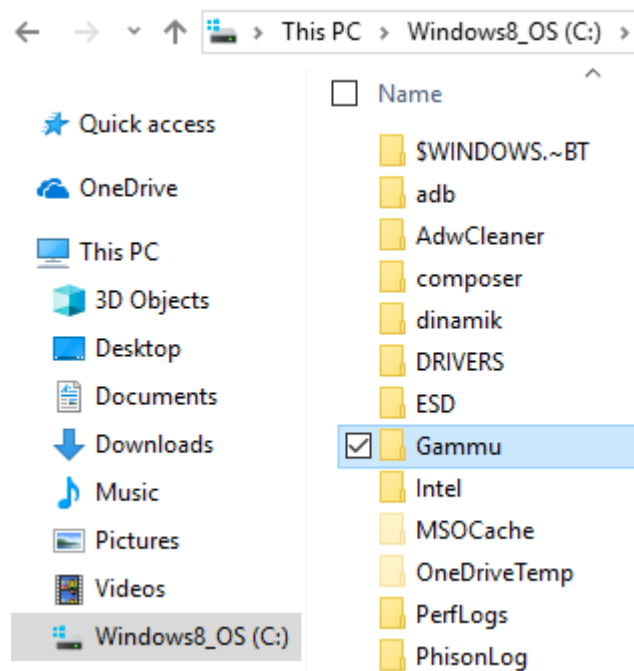 This PC > Windows8_OS (C:) >
Name
Quick access
OneDrive
This PC
3D Objects
Desktop
Documents
Downloads
Music
Pictures
Videos
Windows8_OS (C:)
$WINDOWS.~BT
adb
AdwCleaner
composer
dinamik
DRIVERS
ESD
Gammu
Intel
MSOCache
OneDriveTemp
PerfLogs
PhisonLog